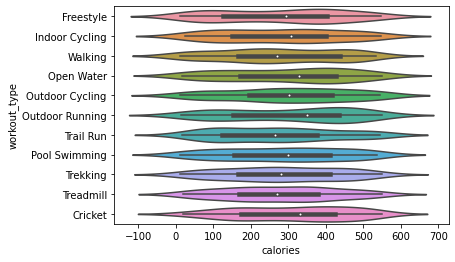 Freestyle
Indoor Cycling
Walking
Open Water
Outdoor Cycling
Outdoor Running
Trail Run
Pool Swimming
Trekking
Treadmill
Cricket
workout_type
−100 0 100 200 300 400 500 600 700
calories